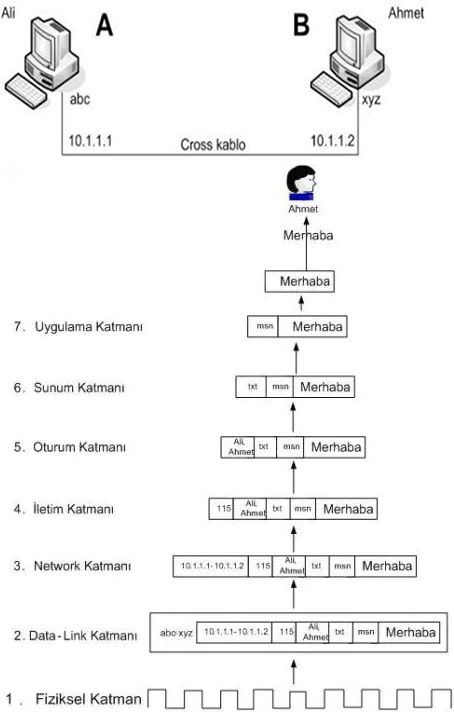 Ali
A
B
Ahmet
abc
xyz
10.1.1.1
Cross kablo
10.1.1.2
Ahmet
Merhaba
Merhaba
7. Uygulama Katmanı
msn Merhaba
6. Sunum Katmanı
txt msn Merhaba
5. Oturum Katmanı
Ali, Ahmet txt msn Merhaba
4. İletim Katmanı
115 Ali, Ahmet txt msn Merhaba
3. Network Katmanı
10.1.1.1-10.1.1.2 115 Ali, Ahmet txt msn Merhaba
2. Data-Link Katmanı
abo-xyz 10.1.1.1-10.1.1.2 115 Ali, Ahmet txt msn Merhaba
1. Fiziksel Katman